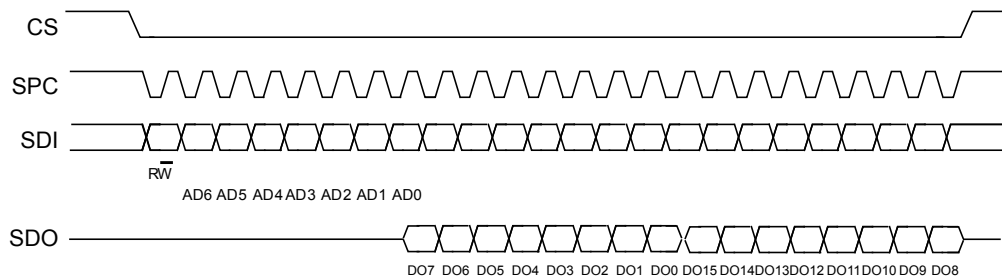 CS
SPC
SDI
RW̅
AD6 AD5 AD4 AD3 AD2 AD1 AD0
SDO
DO7 DO6 DO5 DO4 DO3 DO2 DO1 DO0 DO15 DO14 DO13 DO12 DO11 DO10 DO9 DO8